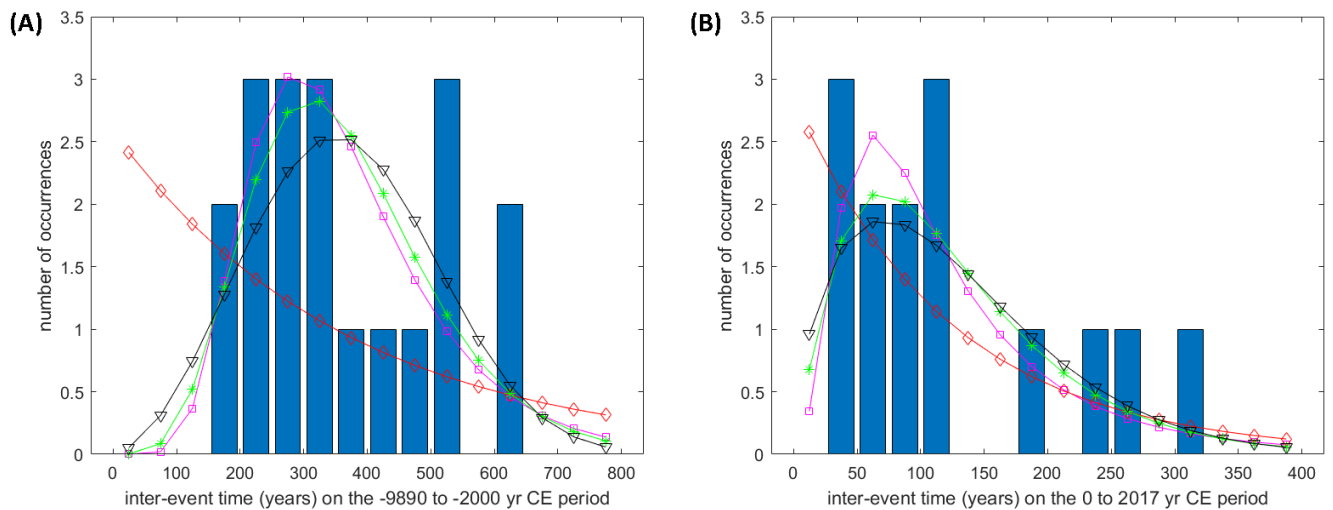 (A)
3.5
3
2.5
2
1.5
1
0.5
0
number of occurrences
0 100 200 300 400 500 600 700 800
inter-event time (years) on the -9890 to -2000 yr CE period
(B)
3.5
3
2.5
2
1.5
1
0.5
0
number of occurrences
0 50 100 150 200 250 300 350 400
inter-event time (years) on the 0 to 2017 yr CE period